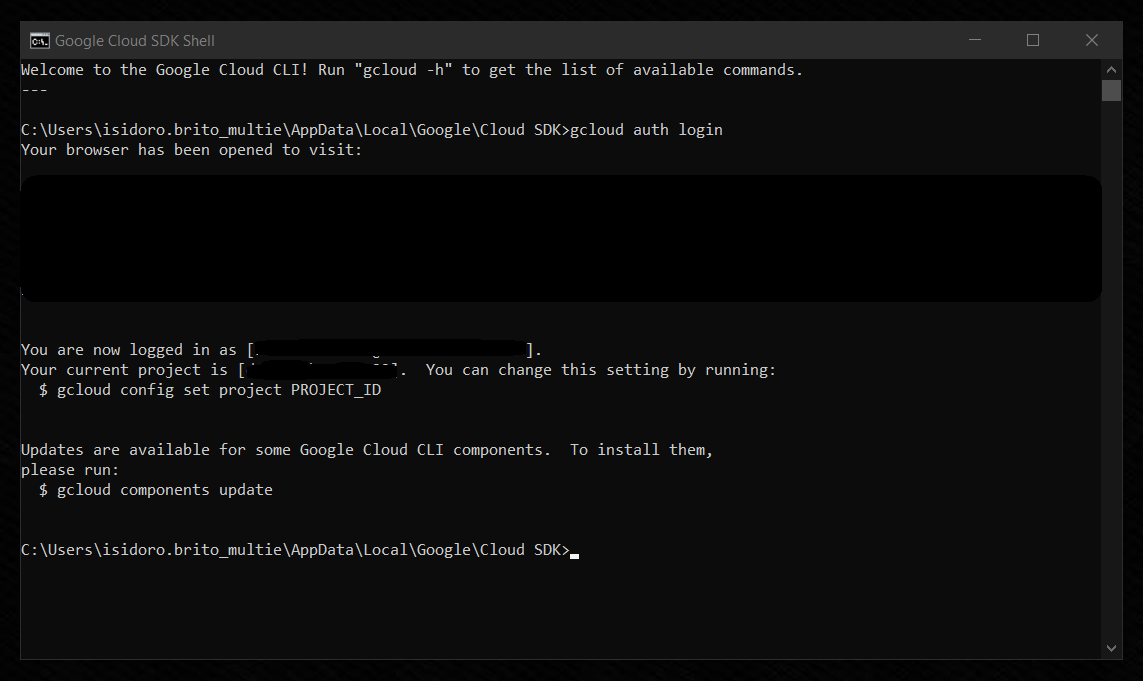 Google Cloud SDK Shell
Welcome to the Google Cloud CLI! Run "gcloud -h" to get the list of available commands.
---
C:\Users\isidoro.brito_multie\AppData\Local\Google\Cloud SDK>gcloud auth login
Your browser has been opened to visit:
You are now logged in as [ ].
Your current project is [ ].  You can change this setting by running:
  $ gcloud config set project PROJECT_ID
Updates are available for some Google Cloud CLI components.  To install them,
please run:
  $ gcloud components update
C:\Users\isidoro.brito_multie\AppData\Local\Google\Cloud SDK>